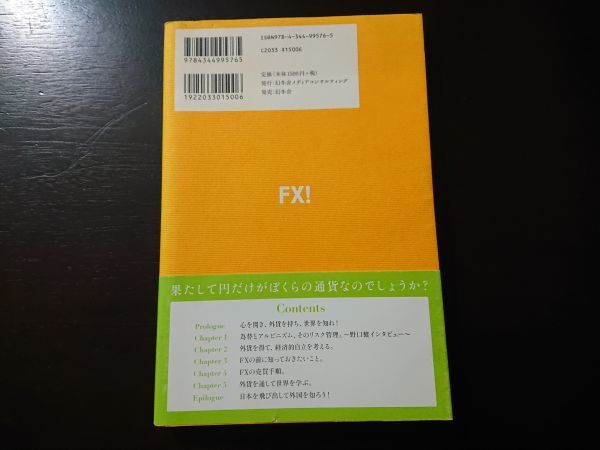 ISBN978-4-344-99576-5
C2033 ¥1500E
9784344995765
1922033015006
定価(本体1500円+税)
発行:幻冬舎メディアコンサルティング
発売:幻冬舎
FX!
果たして円だけがぼくらの通貨なのでしょうか?
Contents
Prologue 心を開き、外貨を持ち、世界を知れ!
Chapter 1 為替とアルピニズム、そのリスク管理。〜野口健インタビュー〜
Chapter 2 外貨を得て、経済的自立を考える。
Chapter 3 FXの前に知っておきたいこと。
Chapter 4 FXの売買手順。
Chapter 5 外貨を通して世界を学ぶ。
Epilogue 日本を飛び出して外国を知ろう!